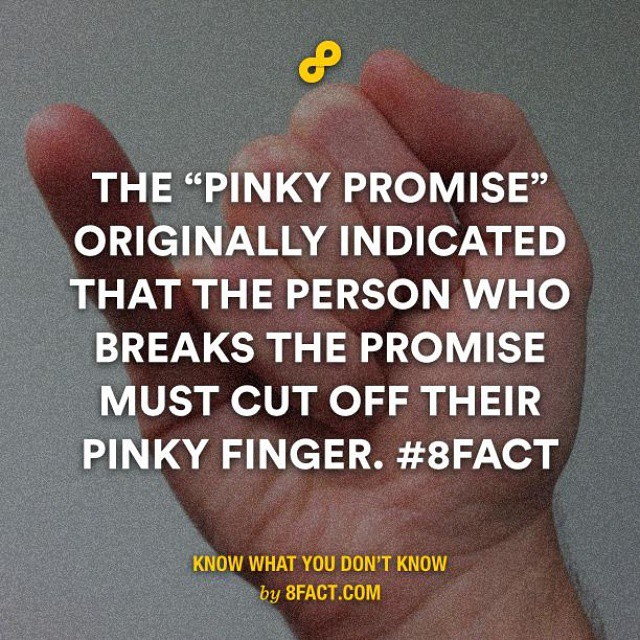 THE “PINKY PROMISE”
ORIGINALLY INDICATED
THAT THE PERSON WHO
BREAKS THE PROMISE
MUST CUT OFF THEIR
PINKY FINGER. #8FACT
KNOW WHAT YOU DON'T KNOW
by 8FACT.COM